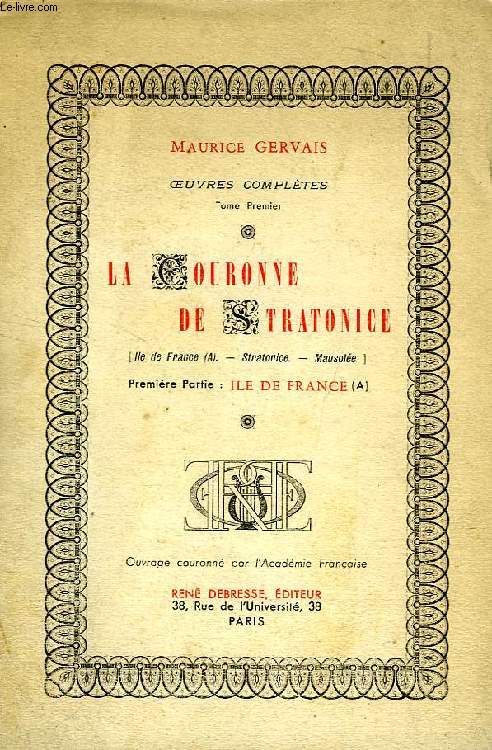 Le-livre.com
MAURICE GERVAIS
ŒUVRES COMPLÈTES
Tome Premier
LA COURONNE
DE STRATONICE
[Ile de France (A). — Stratonice. — Mausolée]
Première Partie : ILE DE FRANCE (A)
Ouvrage couronné par l'Académie Française
RENÉ DEBRESSE, ÉDITEUR
38, Rue de l'Université, 38
PARIS